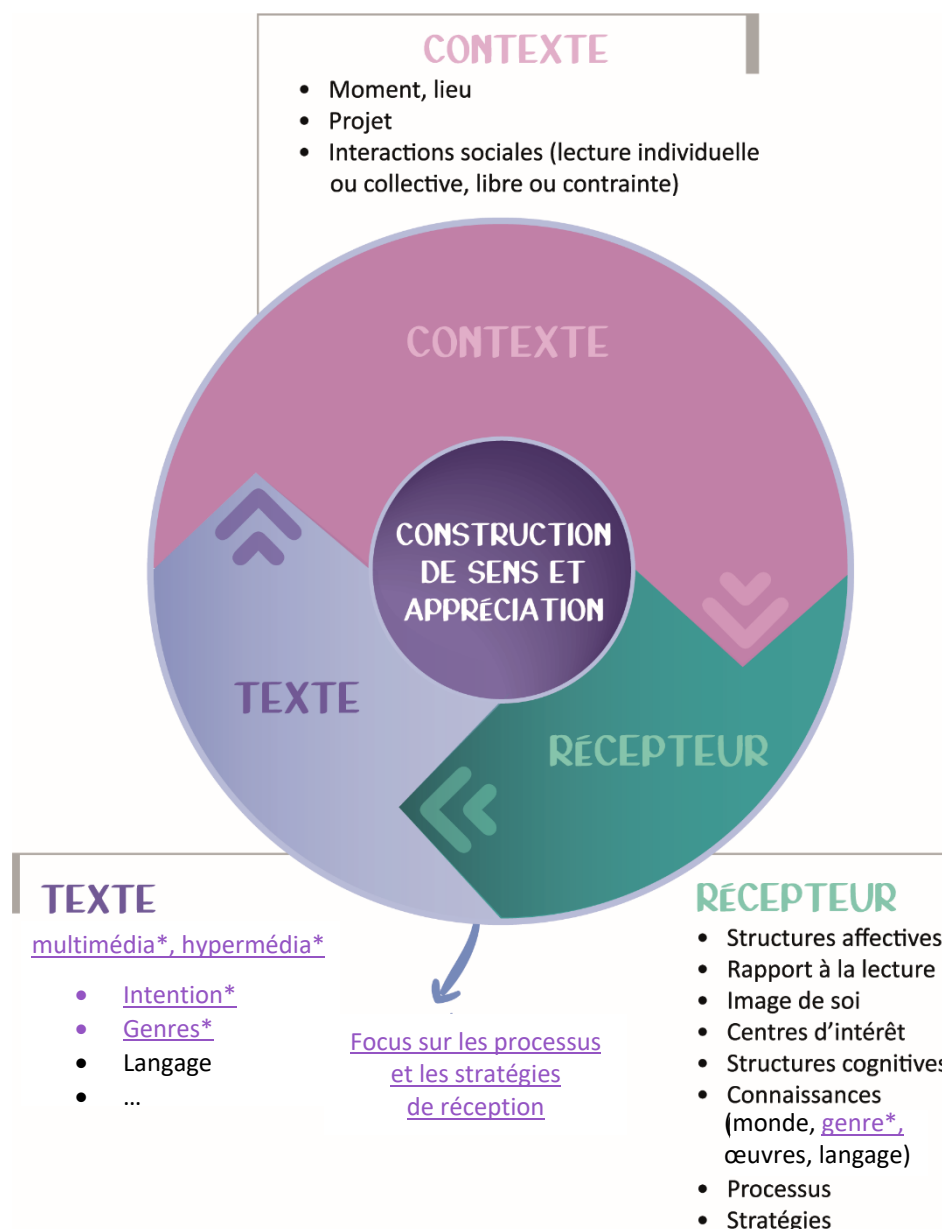 CONTEXTE
• Moment, lieu
• Projet
• Interactions sociales (lecture individuelle
ou collective, libre ou contrainte)
CONTEXTE
CONSTRUCTION
DE SENS ET
APPRÉCIATION
TEXTE
RÉCEPTEUR
TEXTE
multimédia*, hypermédia*
• Intention*
• Genres*
• Langage
• ...
Focus sur les processus
et les stratégies
de réception
RÉCEPTEUR
• Structures affectives
• Rapport à la lecture
• Image de soi
• Centres d'intérêt
• Structures cognitives
• Connaissances
(monde, genre*,
œuvres, langage)
• Processus
• Stratégies